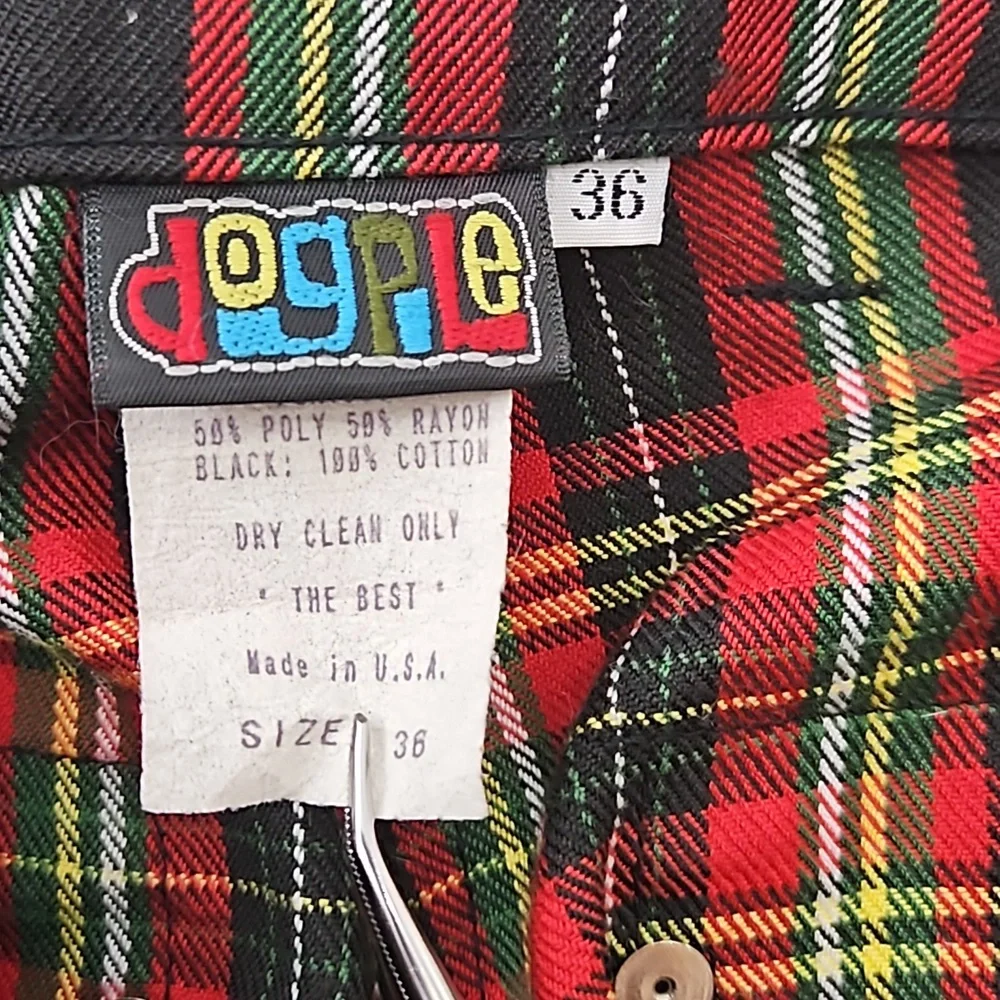 dogpile
36
50% POLY 50% RAYON
BLACK: 100% COTTON
DRY CLEAN ONLY
* THE BEST *
Made in U.S.A.
SIZE 36